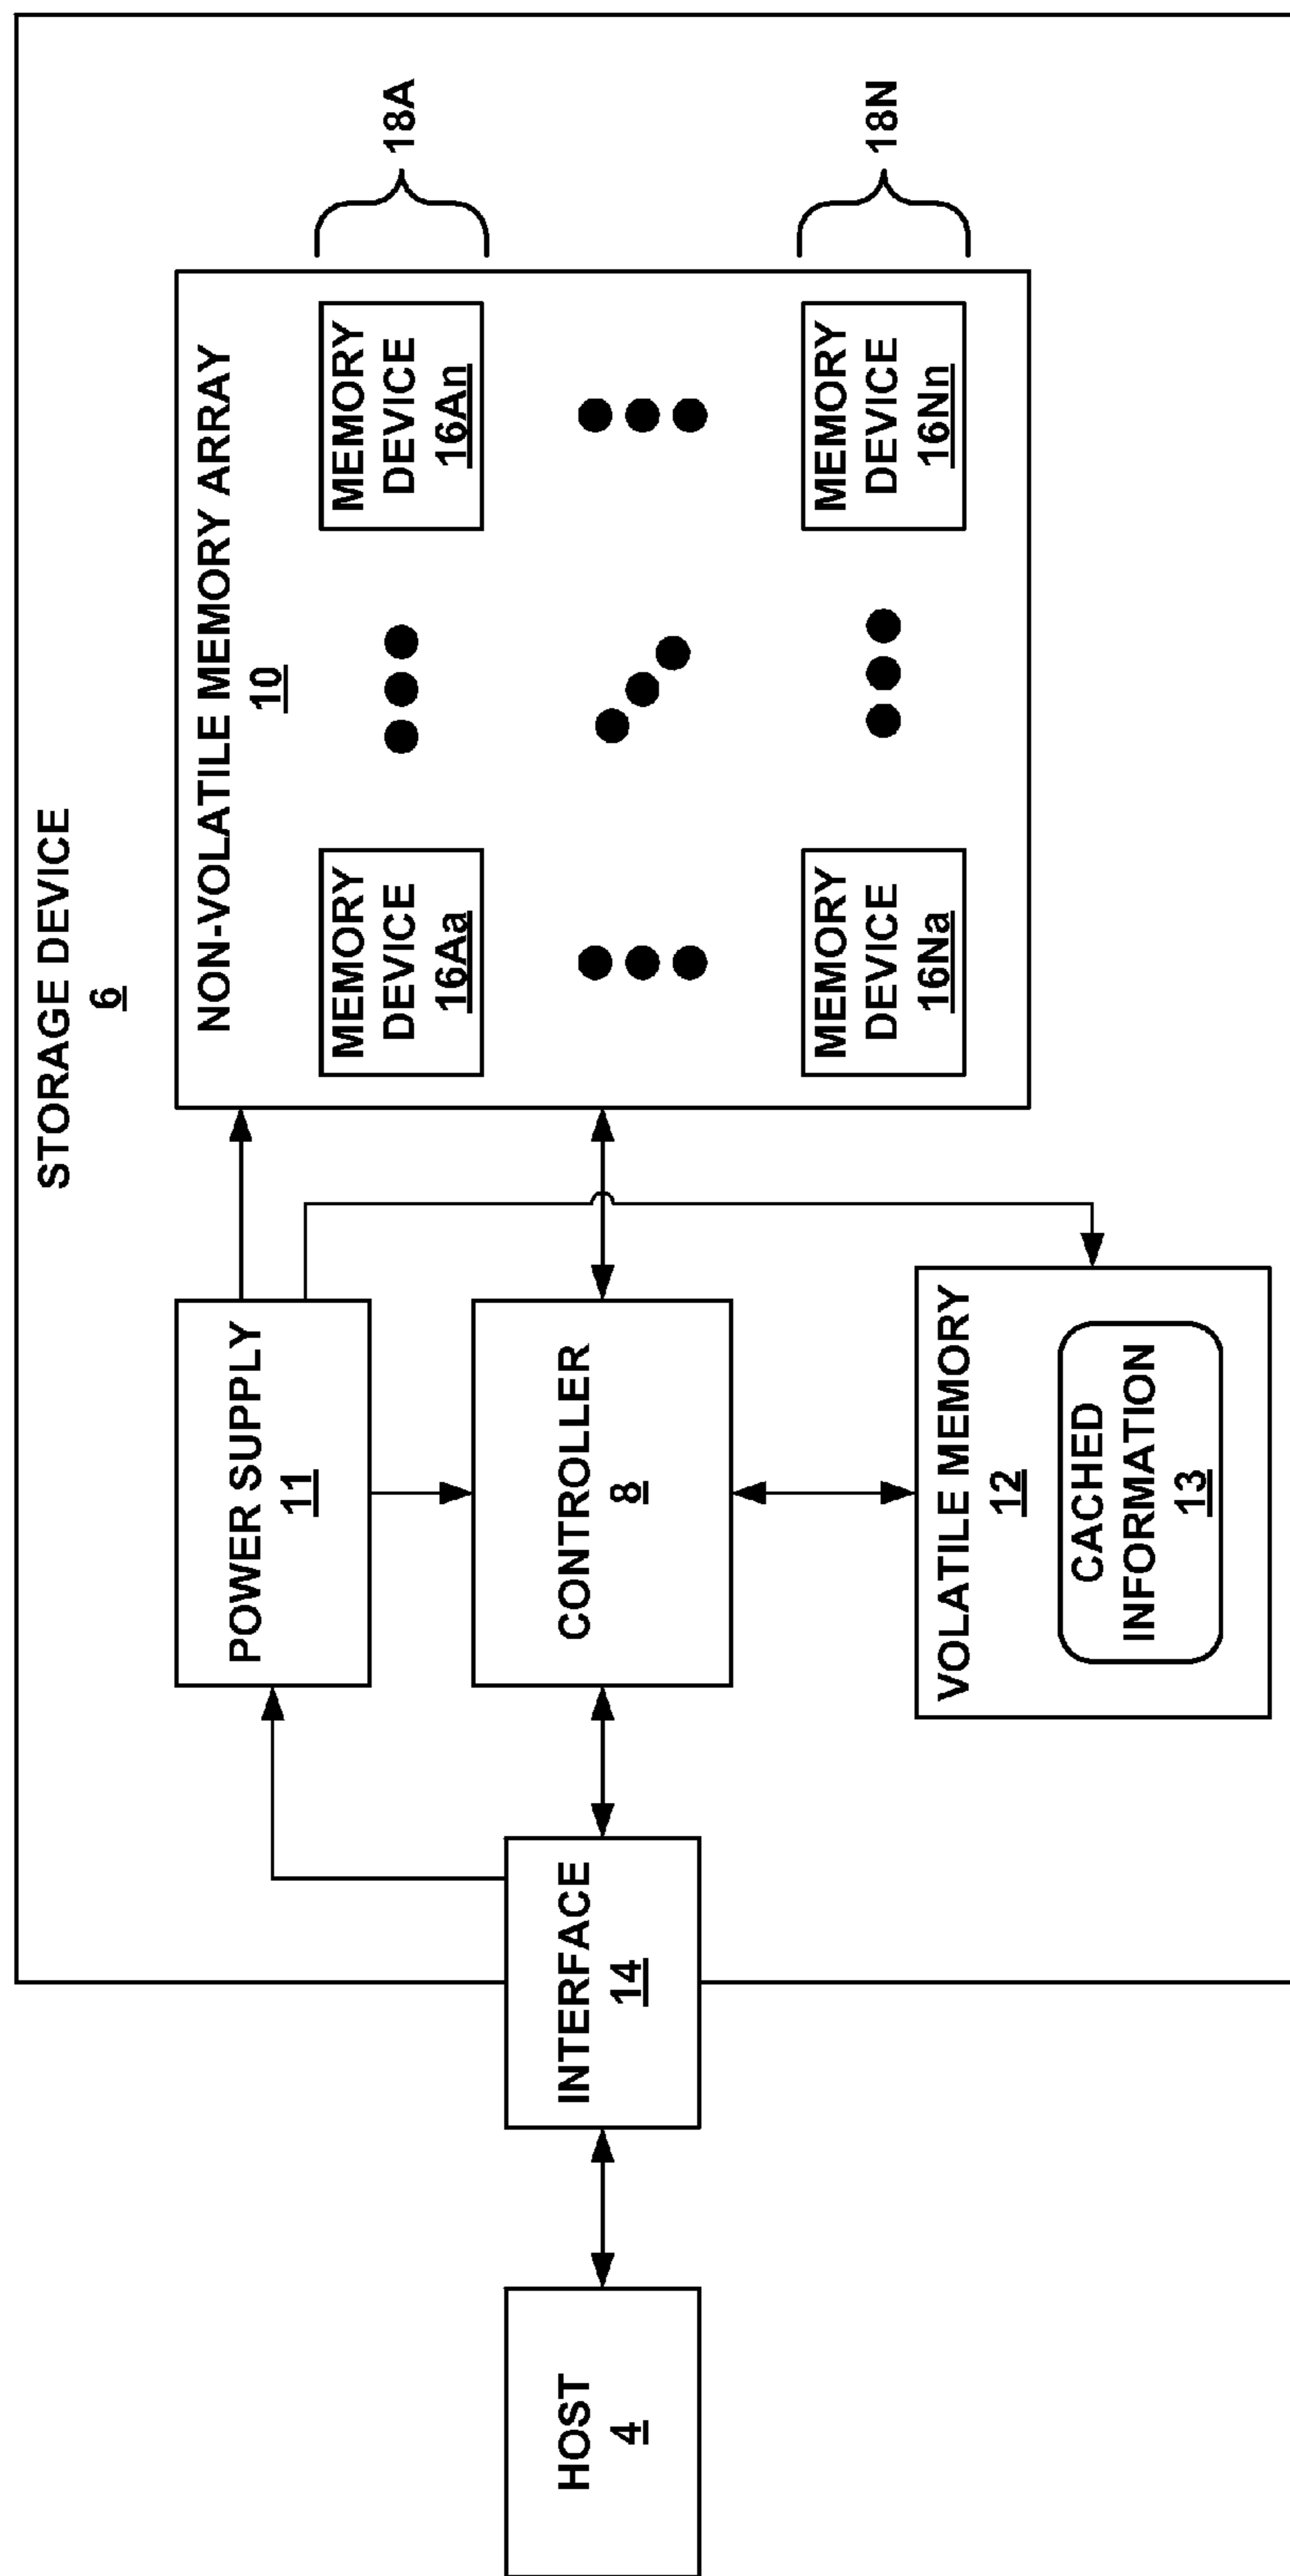 STORAGE DEVICE
6
NON-VOLATILE MEMORY ARRAY
10
MEMORY
DEVICE
16Aa
MEMORY
DEVICE
16An
18A
MEMORY
DEVICE
16Na
MEMORY
DEVICE
16Nn
18N
POWER SUPPLY
11
CONTROLLER
8
VOLATILE MEMORY
12
CACHED
INFORMATION
13
INTERFACE
14
HOST
4